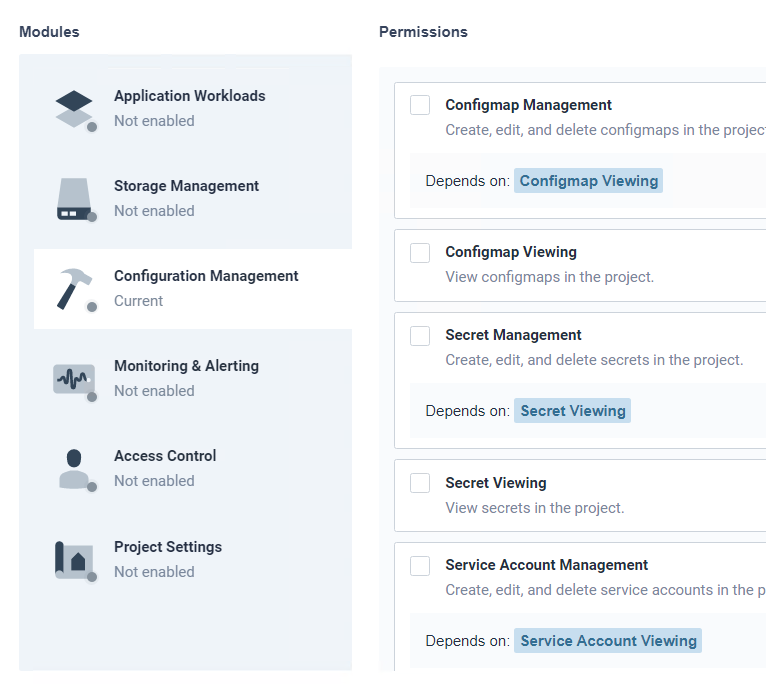 Modules
Application Workloads
Not enabled
Storage Management
Not enabled
Configuration Management
Current
Monitoring & Alerting
Not enabled
Access Control
Not enabled
Project Settings
Not enabled
Permissions
Configmap Management
Create, edit, and delete configmaps in the project
Depends on: Configmap Viewing
Configmap Viewing
View configmaps in the project.
Secret Management
Create, edit, and delete secrets in the project.
Depends on: Secret Viewing
Secret Viewing
View secrets in the project.
Service Account Management
Create, edit, and delete service accounts in the p
Depends on: Service Account Viewing